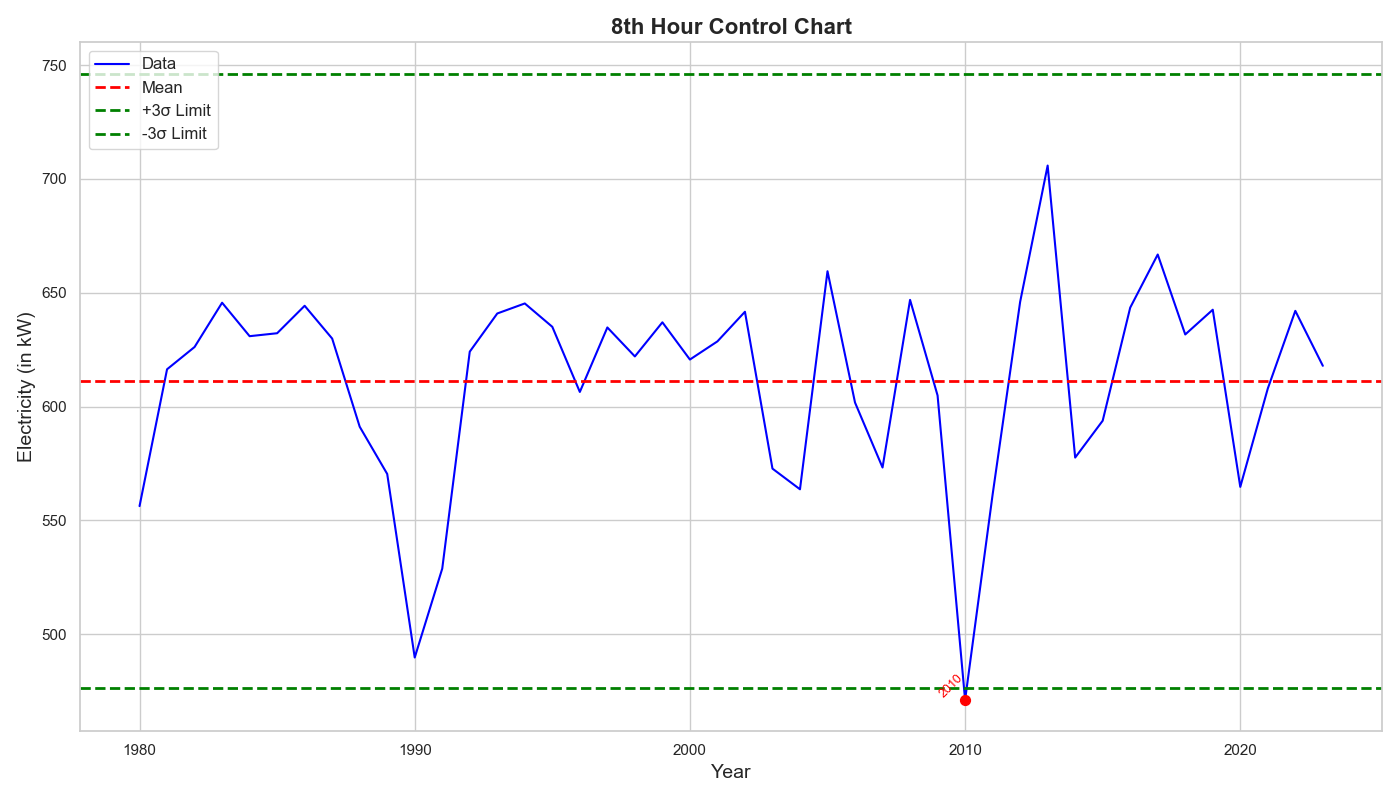 8th Hour Control Chart
Data
Mean
+3σ Limit
-3σ Limit
Electricity (in kW)
750
700
650
600
550
500
2010
1980
1990
2000
2010
2020
Year